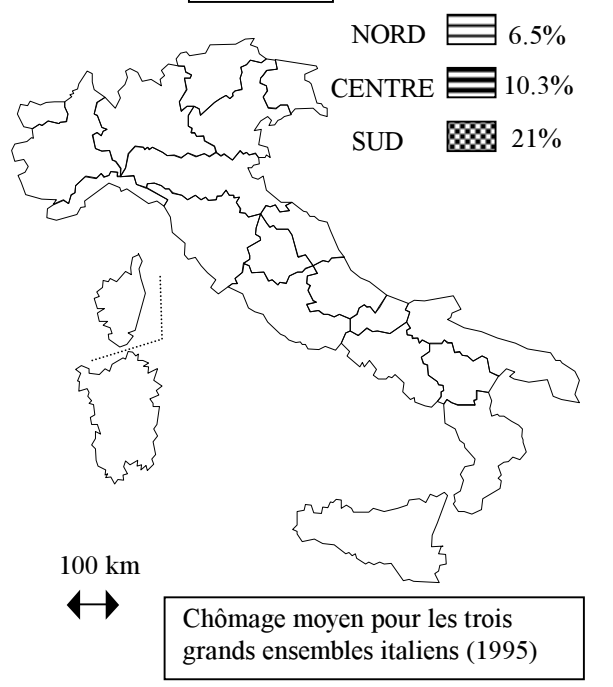 NORD 6.5%
CENTRE 10.3%
SUD 21%
100 km
Chômage moyen pour les trois
grands ensembles italiens (1995)